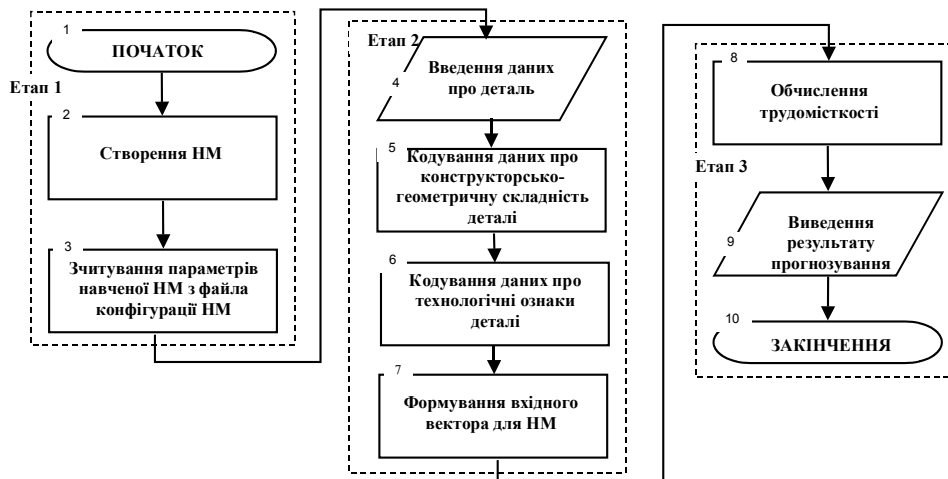 1
ПОЧАТОК
Етап 1
2
Створення НМ
3
Зчитування параметрів
навченої НМ з файла
конфігурації НМ
Етап 2
4
Введення даних
про деталь
5
Кодування даних про
конструкторсько-
геометричну складність
деталі
6
Кодування даних про
технологічні ознаки
деталі
7
Формування вхідного
вектора для НМ
8
Обчислення
трудомісткості
Етап 3
9
Виведення
результату
прогнозування
10
ЗАКІНЧЕННЯ